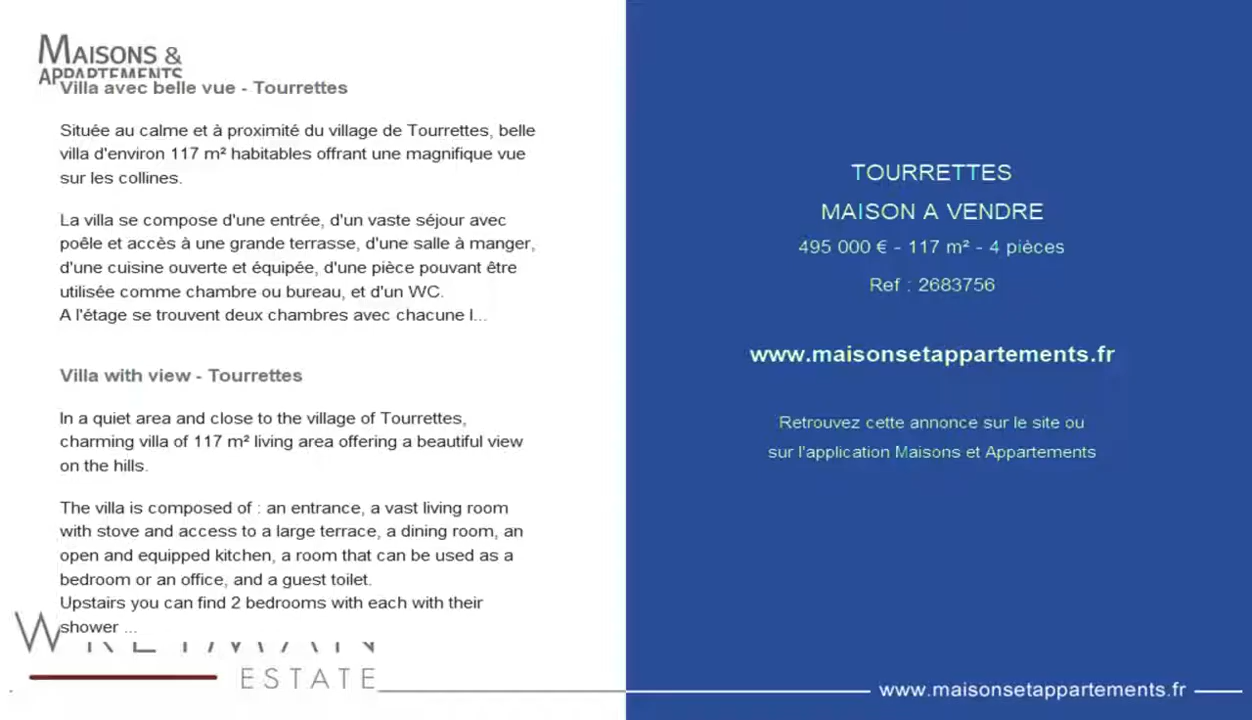 MAISONS &
APPARTEMENTS
Villa avec belle vue - Tourrettes
Située au calme et à proximité du village de Tourrettes, belle
villa d'environ 117 m² habitables offrant une magnifique vue
sur les collines.
La villa se compose d'une entrée, d'un vaste séjour avec
poêle et accès à une grande terrasse, d'une salle à manger,
d'une cuisine ouverte et équipée, d'une pièce pouvant être
utilisée comme chambre ou bureau, et d'un WC.
A l'étage se trouvent deux chambres avec chacune l...
Villa with view - Tourrettes
In a quiet area and close to the village of Tourrettes,
charming villa of 117 m² living area offering a beautiful view
on the hills.
The villa is composed of : an entrance, a vast living room
with stove and access to a large terrace, a dining room, an
open and equipped kitchen, a room that can be used as a
bedroom or an office, and a guest toilet.
Upstairs you can find 2 bedrooms with each with their
shower ...
ESTATE
TOURRETTES
MAISON A VENDRE
495 000 € - 117 m² - 4 pièces
Ref : 2683756
www.maisonsetappartements.fr
Retrouvez cette annonce sur le site ou
sur l'application Maisons et Appartements
www.maisonsetappartements.fr